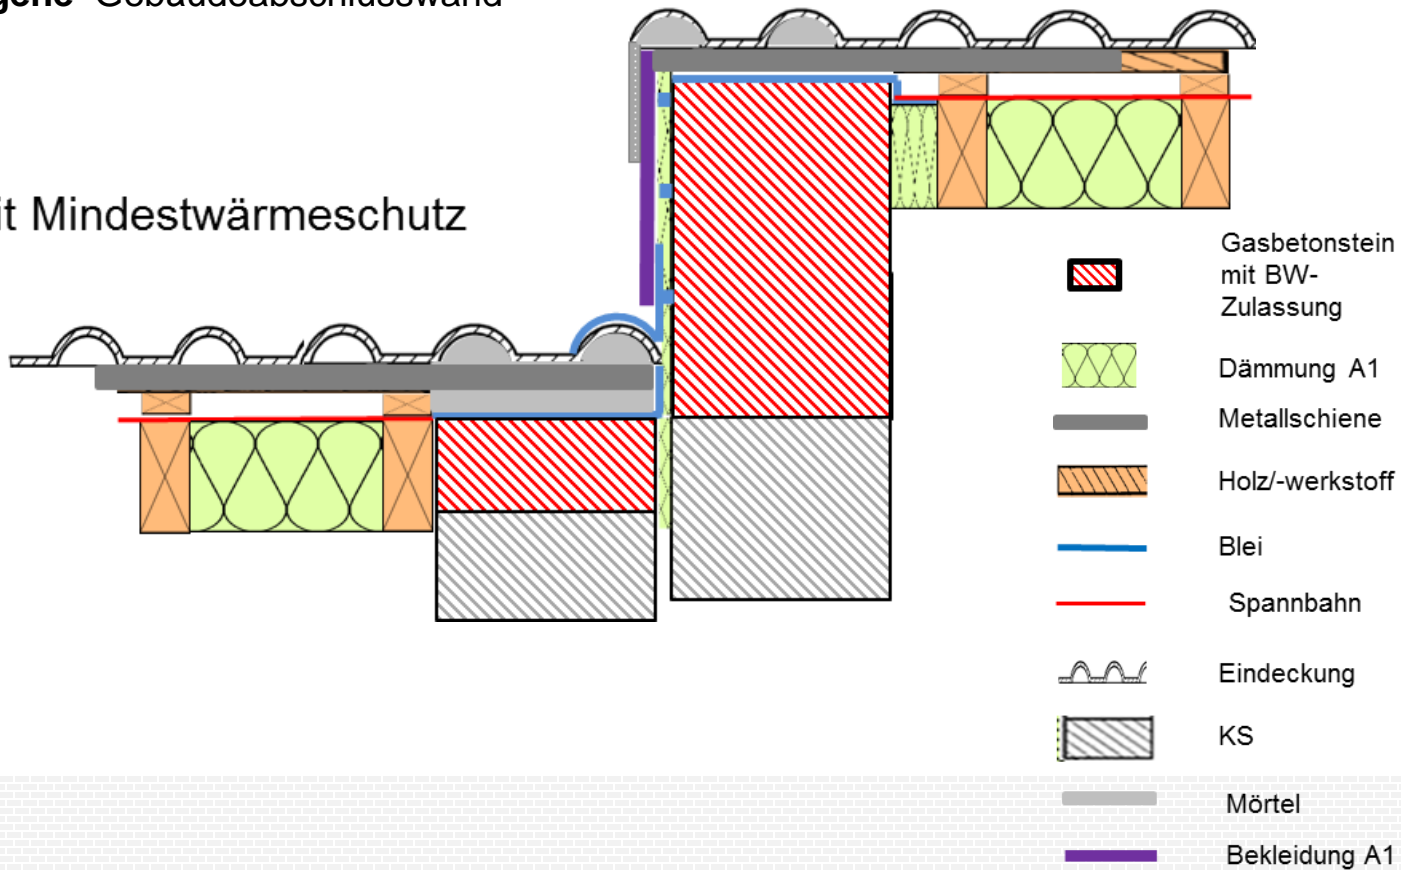 Gebäudeabschlusswand
Mindestwärmeschutz
Gasbetonstein
mit BW-
Zulassung
Dämmung A1
Metallschiene
Holz/-werkstoff
Blei
Spannbahn
Eindeckung
KS
Mörtel
Bekleidung A1